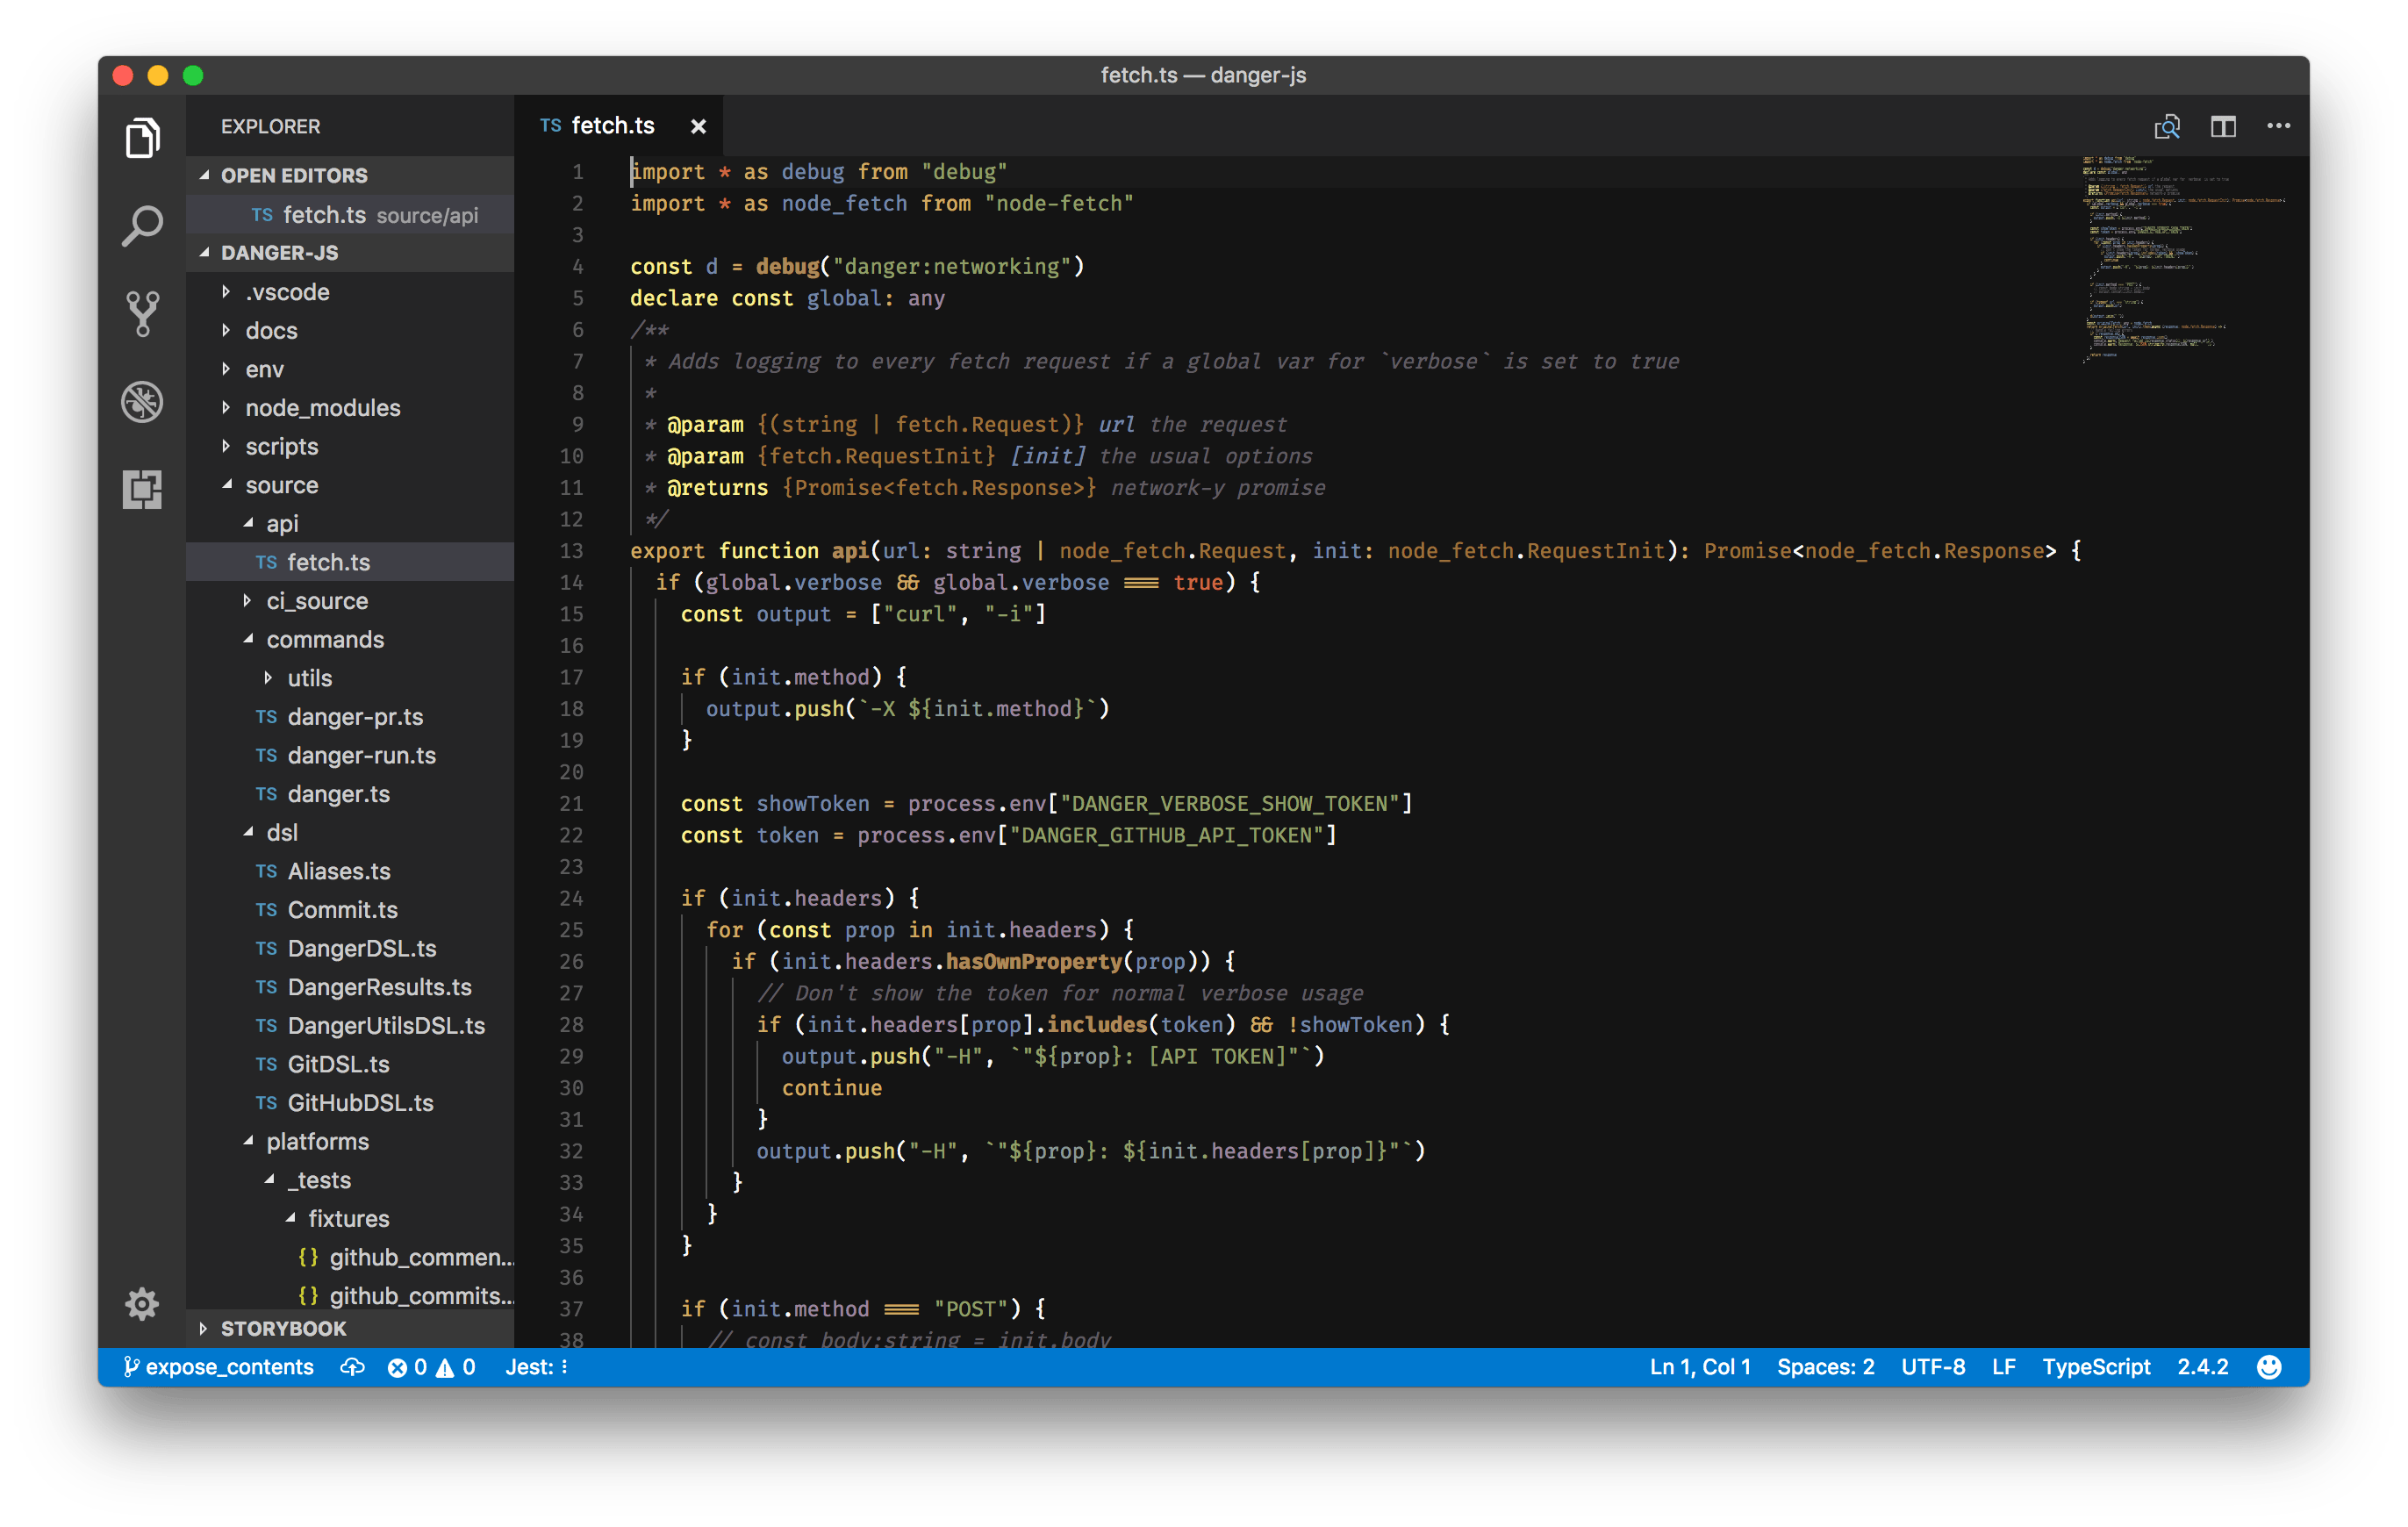 fetch.ts — danger-js
EXPLORER
OPEN EDITORS
TS fetch.ts source/api
DANGER-JS
.vscode
docs
env
node_modules
scripts
source
api
TS fetch.ts
ci_source
commands
utils
TS danger-pr.ts
TS danger-run.ts
TS danger.ts
dsl
TS Aliases.ts
TS Commit.ts
TS DangerDSL.ts
TS DangerResults.ts
TS DangerUtilsDSL.ts
TS GitDSL.ts
TS GitHubDSL.ts
platforms
_tests
fixtures
{} github_commen...
{} github_commits...
STORYBOOK
TS fetch.ts ×
1 import * as debug from "debug"
2 import * as node_fetch from "node-fetch"
3
4 const d = debug("danger:networking")
5 declare const global: any
6 /**
7 * Adds logging to every fetch request if a global var for `verbose` is set to true
8 *
9 * @param {(string | fetch.Request)} url the request
10 * @param {fetch.RequestInit} [init] the usual options
11 * @returns {Promise<fetch.Response>} network-y promise
12 */
13 export function api(url: string | node_fetch.Request, init: node_fetch.RequestInit): Promise<node_fetch.Response> {
14 if (global.verbose && global.verbose === true) {
15 const output = ["curl", "-i"]
16
17 if (init.method) {
18 output.push(`-X ${init.method}`)
19 }
20
21 const showToken = process.env["DANGER_VERBOSE_SHOW_TOKEN"]
22 const token = process.env["DANGER_GITHUB_API_TOKEN"]
23
24 if (init.headers) {
25 for (const prop in init.headers) {
26 if (init.headers.hasOwnProperty(prop)) {
27 // Don't show the token for normal verbose usage
28 if (init.headers[prop].includes(token) && !showToken) {
29 output.push("-H", `"${prop}: [API TOKEN]"`)
30 continue
31 }
32 output.push("-H", `"${prop}: ${init.headers[prop]}"`)
33 }
34 }
35 }
36
37 if (init.method === "POST") {
38 // const body:string = init.body
expose_contents 0 0 Jest: ⋮ Ln 1, Col 1 Spaces: 2 UTF-8 LF TypeScript 2.4.2